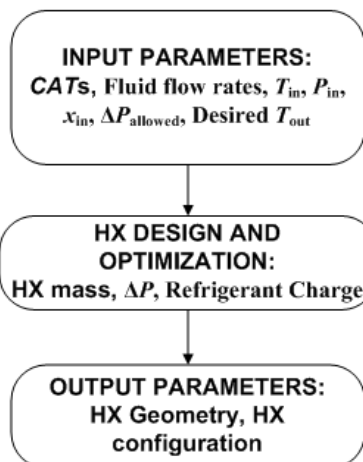 INPUT PARAMETERS:
CATs, Fluid flow rates, Tin, Pin,
xin, ΔPallowed, Desired Tout
HX DESIGN AND
OPTIMIZATION:
HX mass, ΔP, Refrigerant Charge
OUTPUT PARAMETERS:
HX Geometry, HX
configuration